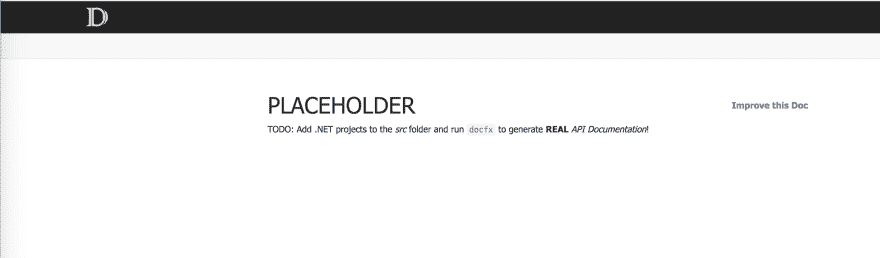 D
PLACEHOLDER
Improve this Doc
TODO: Add .NET projects to the src folder and run docfx to generate REAL API Documentation!